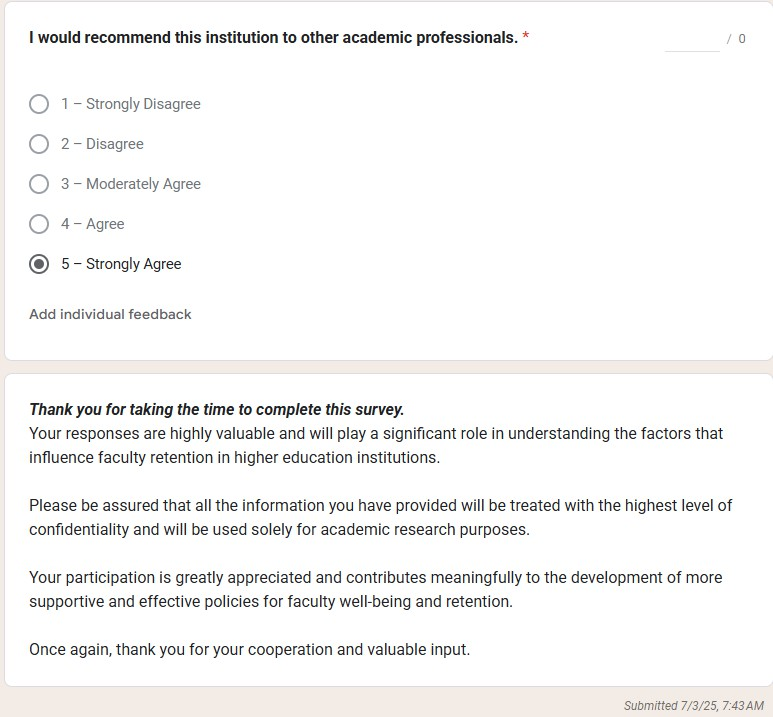 I would recommend this institution to other academic professionals. *
/ 0
1 – Strongly Disagree
2 – Disagree
3 – Moderately Agree
4 – Agree
5 – Strongly Agree
Add individual feedback
Thank you for taking the time to complete this survey.
Your responses are highly valuable and will play a significant role in understanding the factors that
influence faculty retention in higher education institutions.
Please be assured that all the information you have provided will be treated with the highest level of
confidentiality and will be used solely for academic research purposes.
Your participation is greatly appreciated and contributes meaningfully to the development of more
supportive and effective policies for faculty well-being and retention.
Once again, thank you for your cooperation and valuable input.
Submitted 7/3/25, 7:43 AM